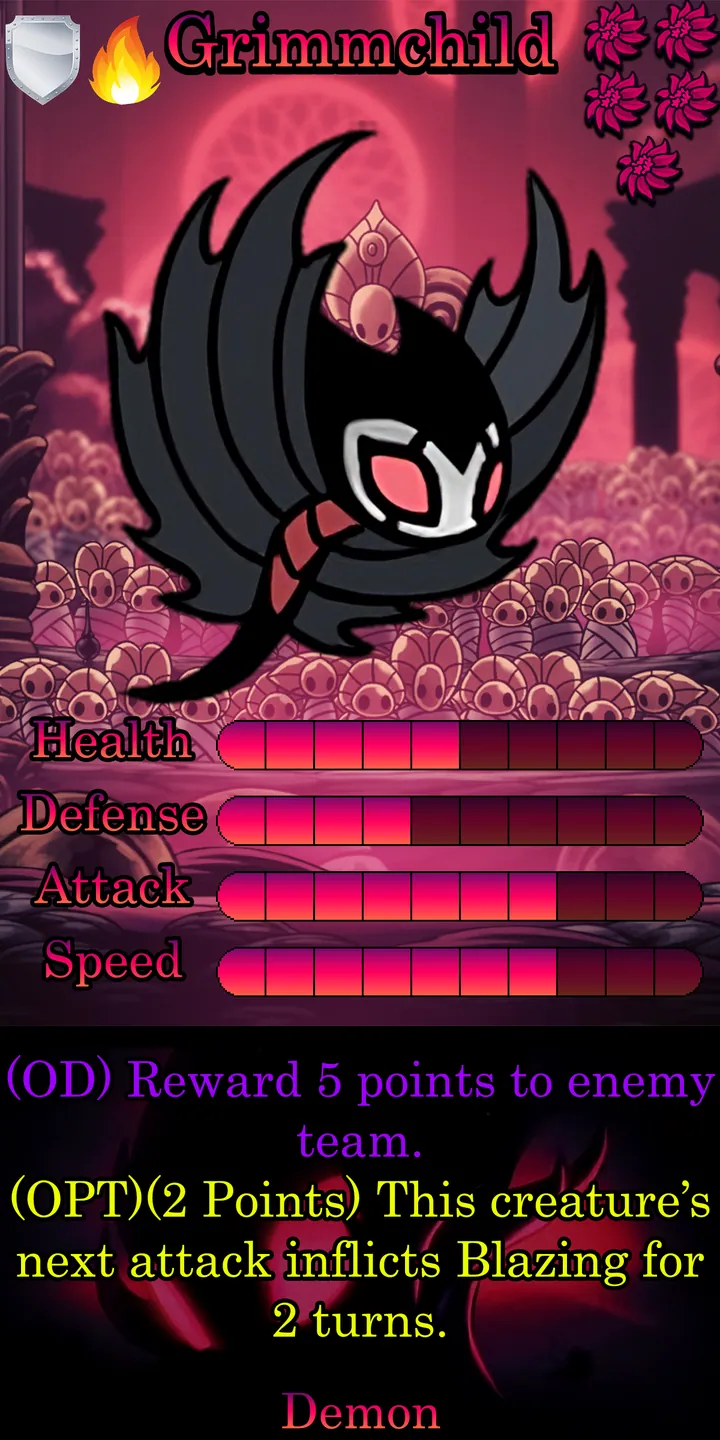 Grimmchild
Health
Defense
Attack
Speed
(OD) Reward 5 points to enemy
team.
(OPT)(2 Points) This creature’s
next attack inflicts Blazing for
2 turns.
Demon